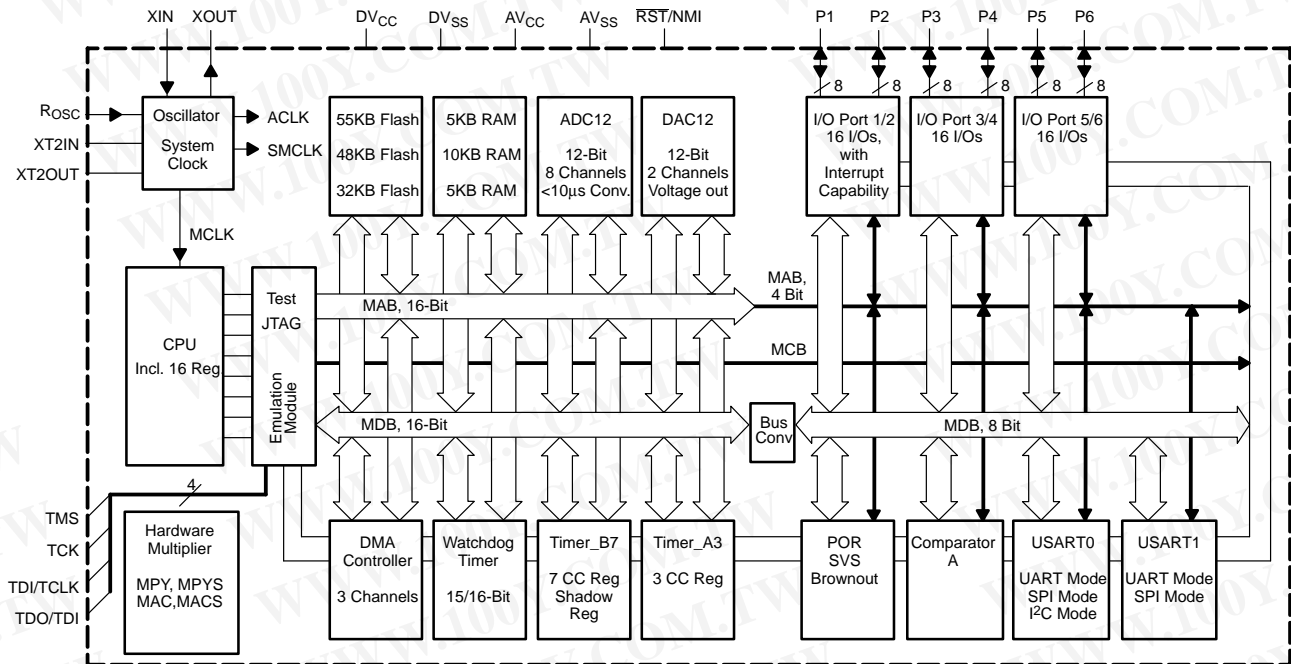 XIN XOUT DVCC DVSS AVCC AVSS RST/NMI P1 P2 P3 P4 P5 P6
8 8 8 8 8 8
ROSC
XT2IN
XT2OUT
Oscillator
System
Clock
ACLK
SMCLK
MCLK
55KB Flash
48KB Flash
32KB Flash
5KB RAM
10KB RAM
5KB RAM
ADC12
12-Bit
8 Channels
<10μs Conv.
DAC12
12-Bit
2 Channels
Voltage out
I/O Port 1/2
16 I/Os,
with
Interrupt
Capability
I/O Port 3/4
16 I/Os
I/O Port 5/6
16 I/Os
CPU
Incl. 16 Reg.
Test
JTAG
Emulation
Module
MAB, 16-Bit
MAB,
4 Bit
MCB
MDB, 16-Bit
Bus
Conv
MDB, 8 Bit
4
TMS
TCK
TDI/TCLK
TDO/TDI
Hardware
Multiplier
MPY, MPYS
MAC,MACS
DMA
Controller
3 Channels
Watchdog
Timer
15/16-Bit
Timer_B7
7 CC Reg
Shadow
Reg
Timer_A3
3 CC Reg
POR
SVS
Brownout
Comparator
A
USART0
UART Mode
SPI Mode
I²C Mode
USART1
UART Mode
SPI Mode
WWW.100Y.COM.TW